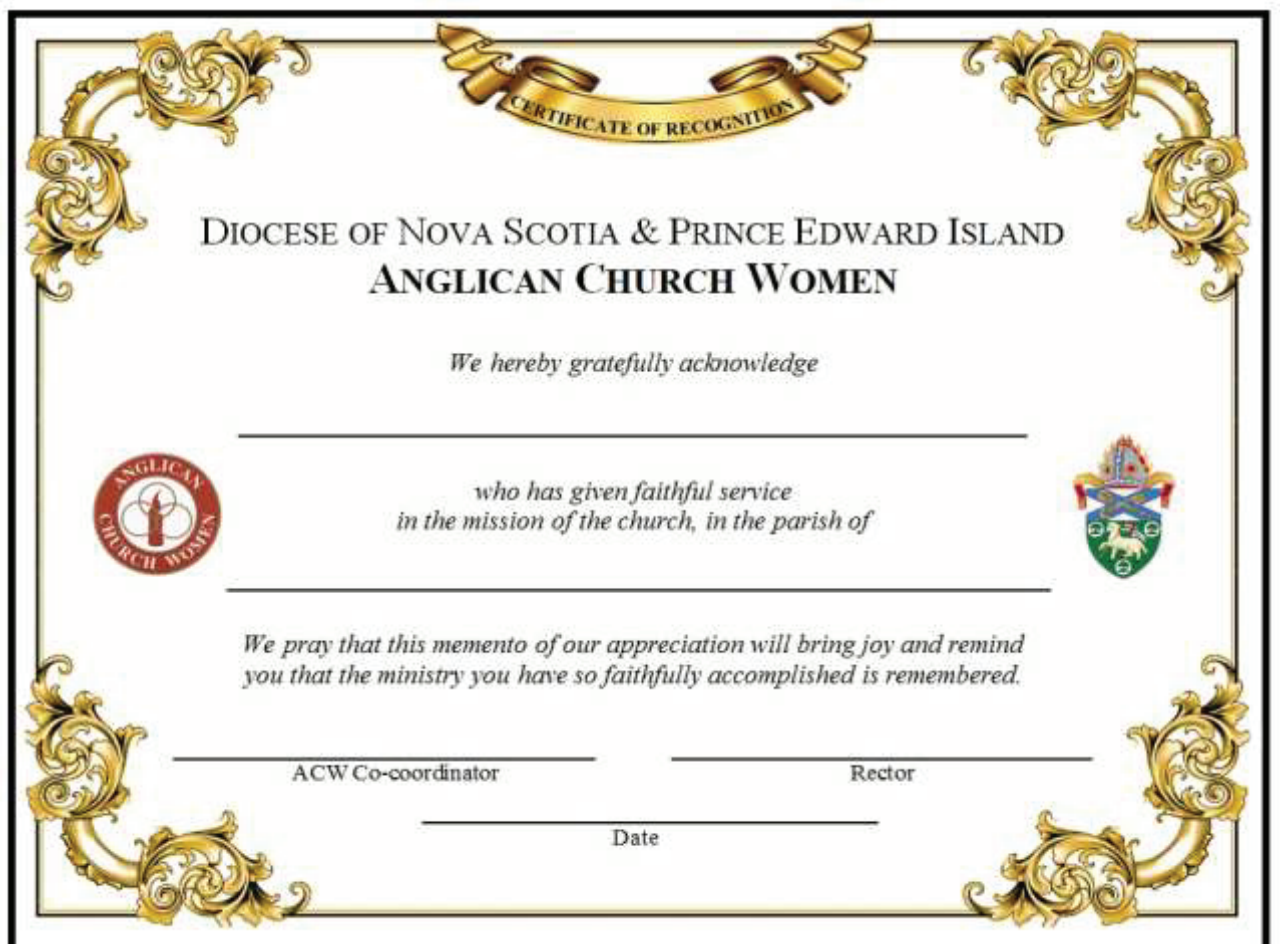 CERTIFICATE OF RECOGNITION
DIOCESE OF NOVA SCOTIA & PRINCE EDWARD ISLAND
ANGLICAN CHURCH WOMEN
We hereby gratefully acknowledge
ANGLICAN
CHURCH WOMEN
who has given faithful service
in the mission of the church, in the parish of
We pray that this memento of our appreciation will bring joy and remind
you that the ministry you have so faithfully accomplished is remembered.
ACW Co-coordinator
Rector
Date